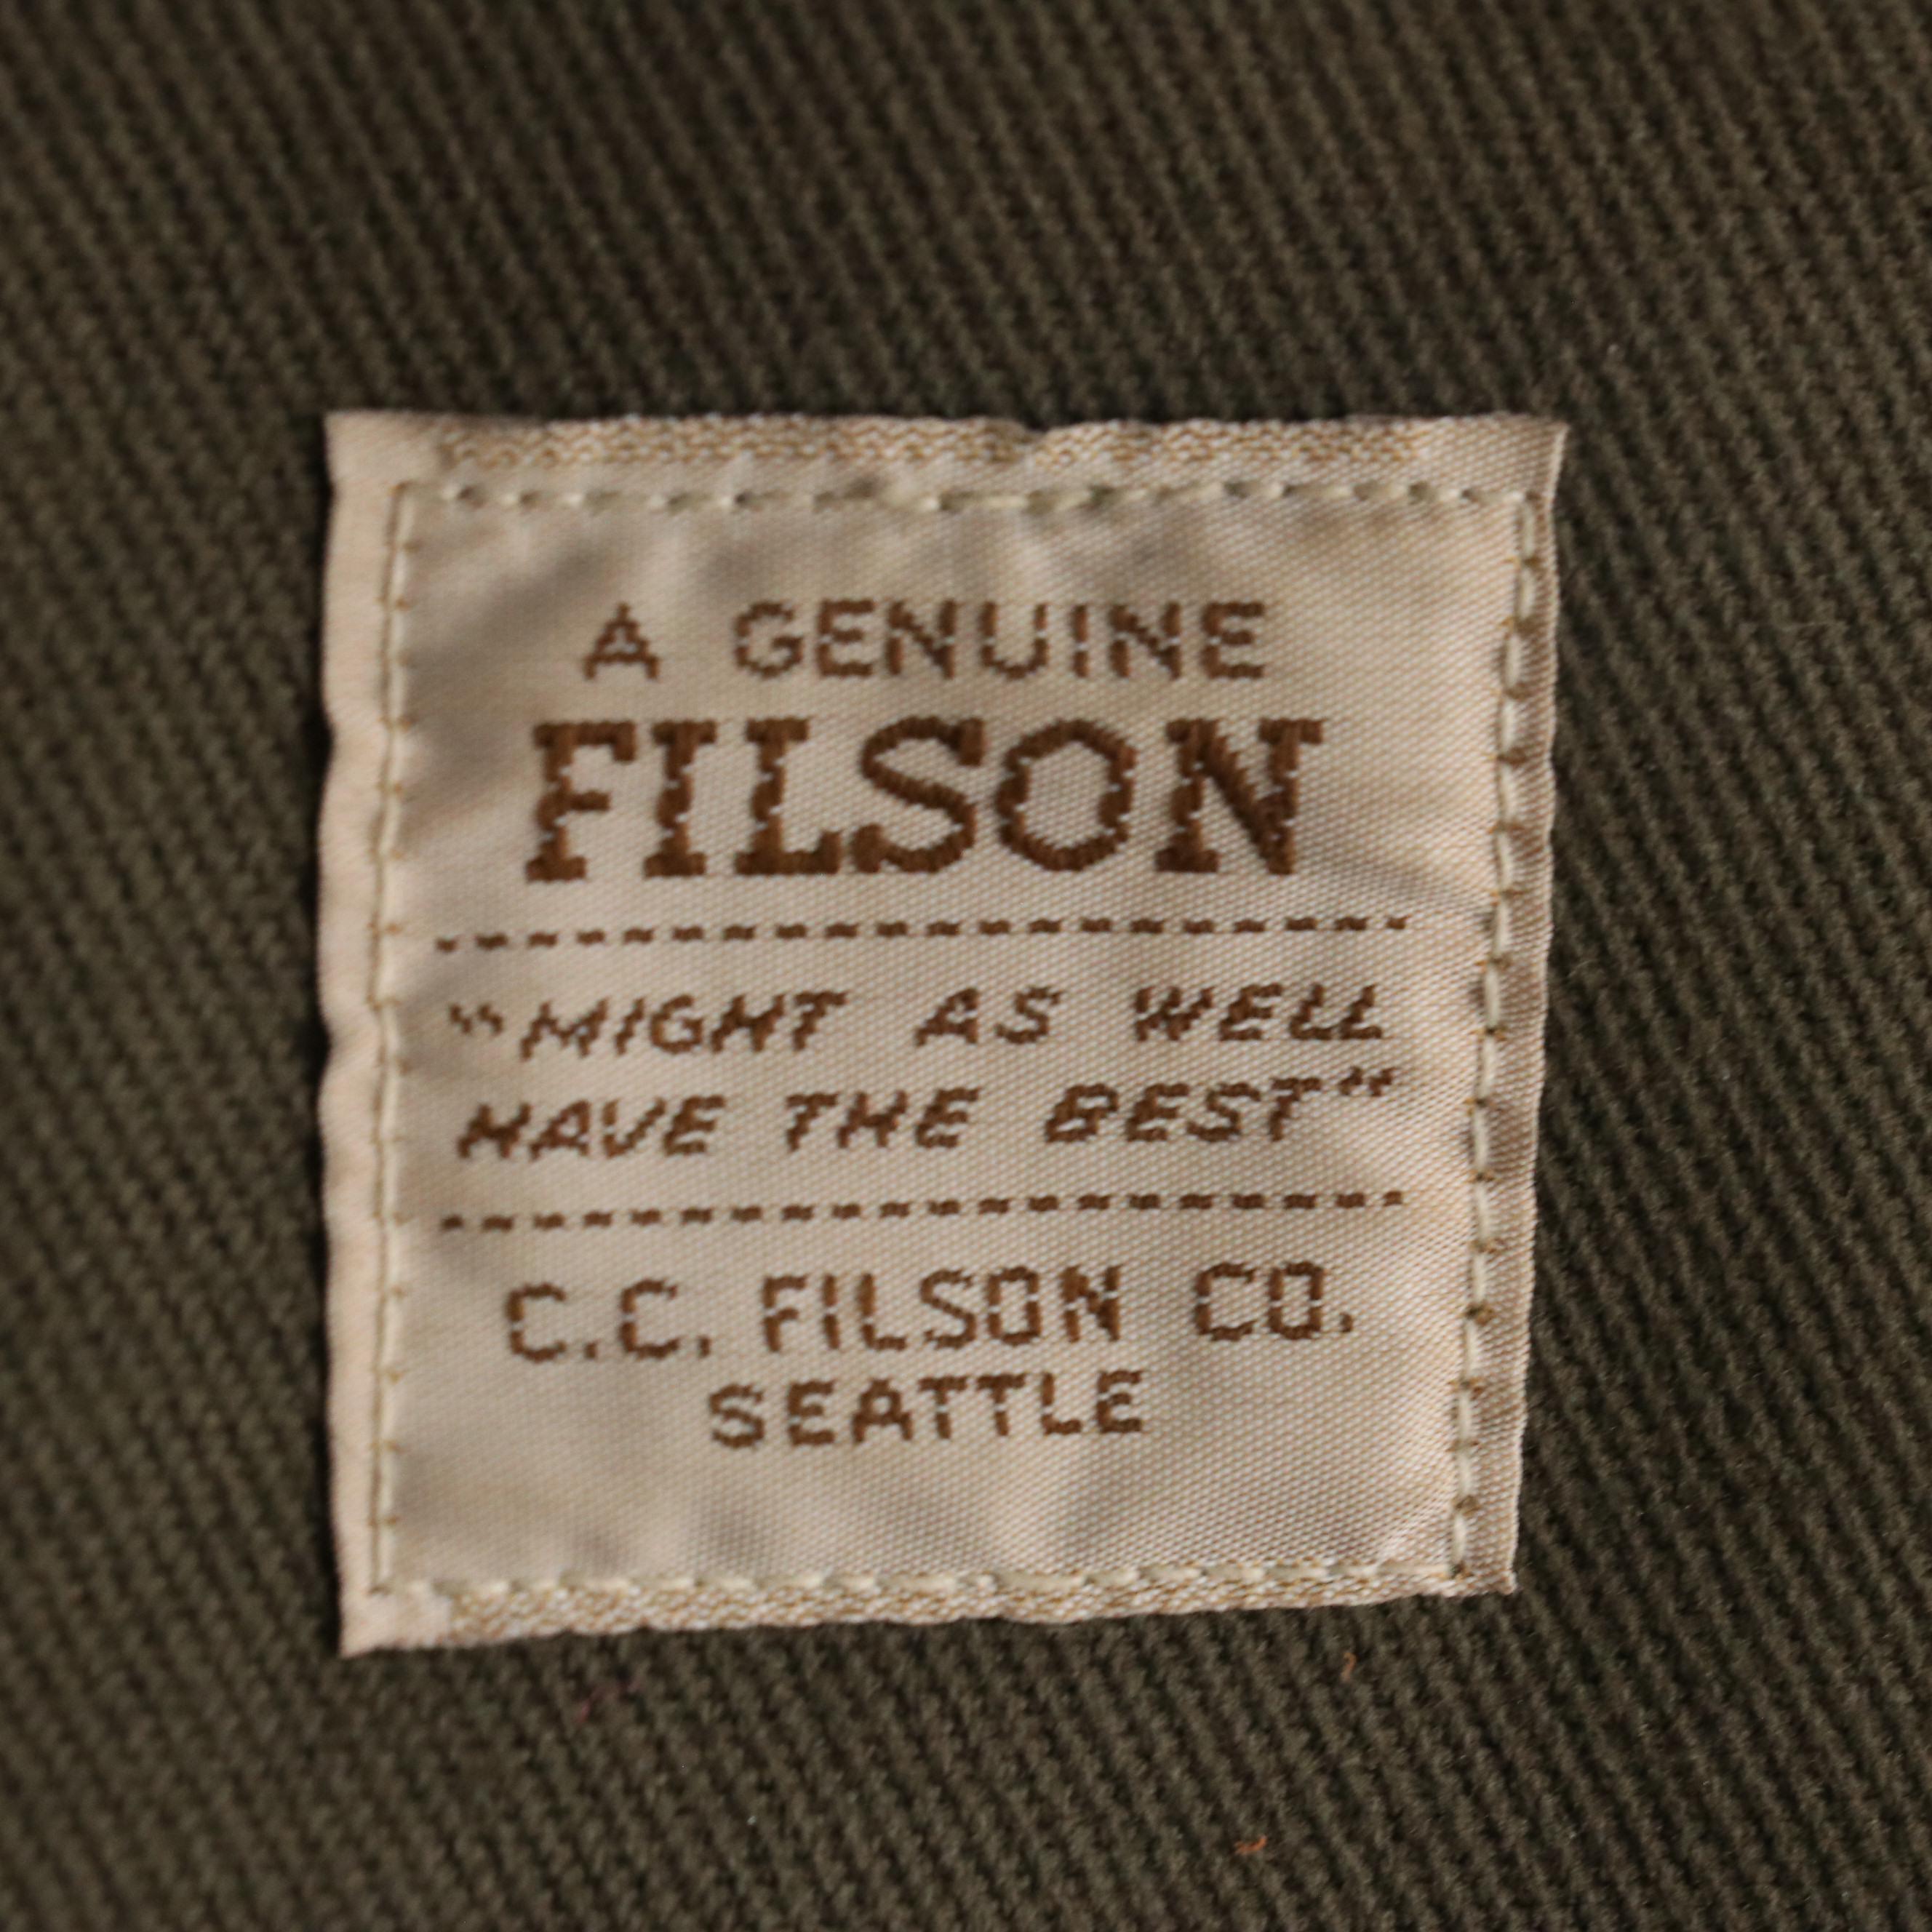 A GENUINE
FILSON
"MIGHT AS WELL
HAVE THE BEST"
C.C. FILSON CO.
SEATTLE